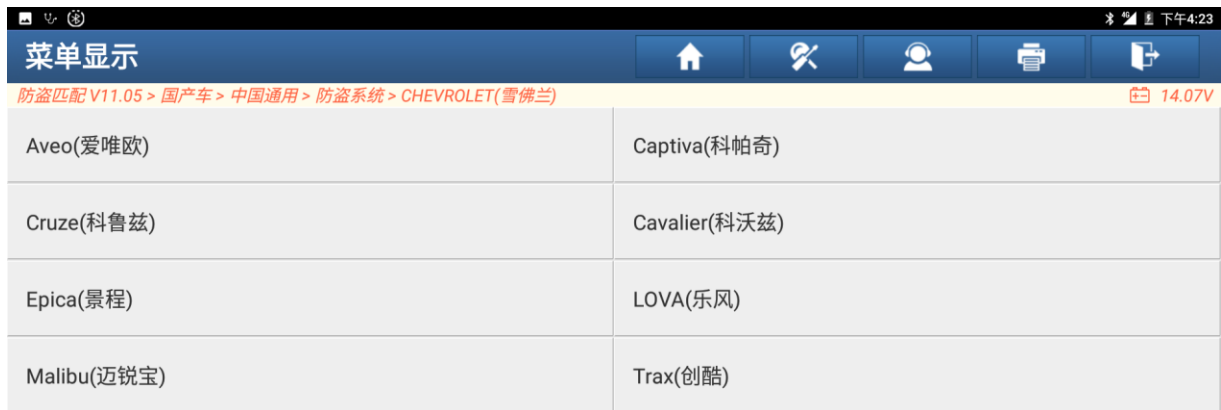 4G 下午4:23
菜单显示
防盗匹配 V11.05 > 国产车 > 中国通用 > 防盗系统 > CHEVROLET(雪佛兰) 14.07V
Aveo(爱唯欧) Captiva(科帕奇)
Cruze(科鲁兹) Cavalier(科沃兹)
Epica(景程) LOVA(乐风)
Malibu(迈锐宝) Trax(创酷)